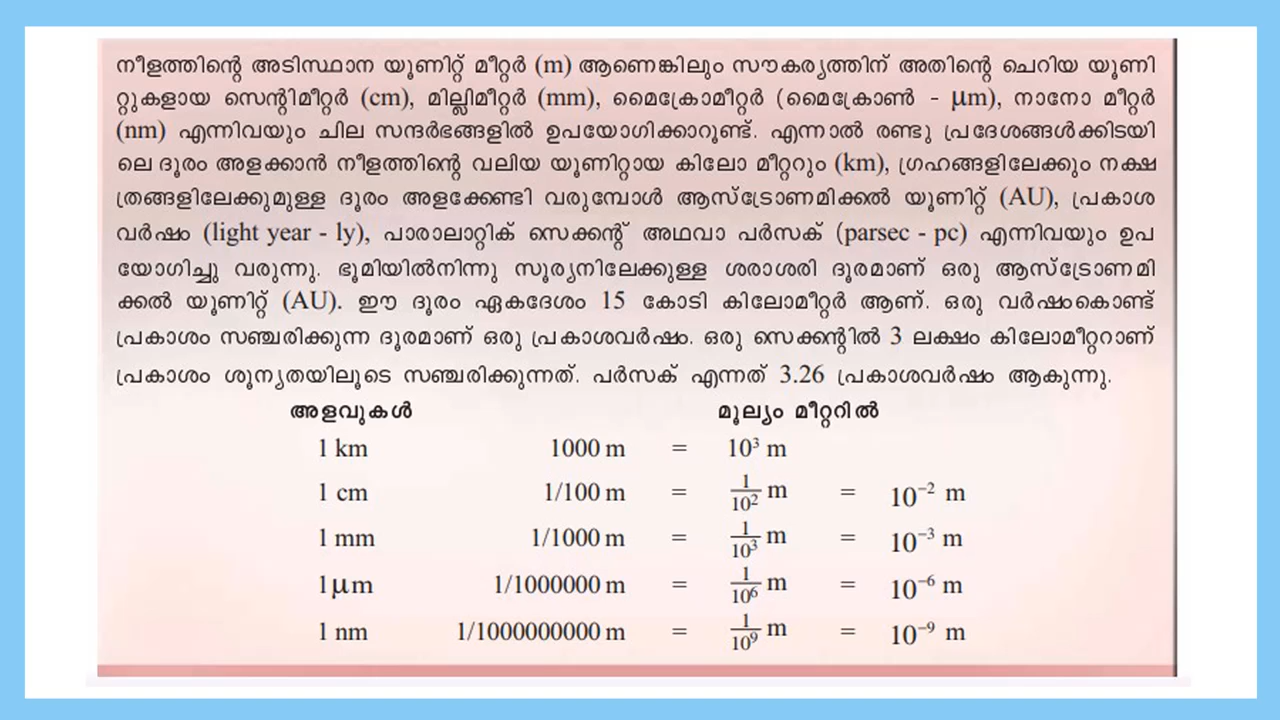 നീളത്തിന്റെ അടിസ്ഥാന യൂണിറ്റ് മീറ്റർ (m) ആണെങ്കിലും സൗകര്യത്തിന് അതിന്റെ ചെറിയ യൂണി
റ്റുകളായ സെന്റിമീറ്റർ (cm), മില്ലിമീറ്റർ (mm), മൈക്രോമീറ്റർ (മൈക്രോൺ - μm), നാനോ മീറ്റർ
(nm) എന്നിവയും ചില സന്ദർഭങ്ങളിൽ ഉപയോഗിക്കാറുണ്ട്. എന്നാൽ രണ്ടു പ്രദേശങ്ങൾക്കിടയി
ലെ ദൂരം അളക്കാൻ നീളത്തിന്റെ വലിയ യൂണിറ്റായ കിലോ മീറ്ററും (km), ഗ്രഹങ്ങളിലേക്കും നക്ഷ
ത്രങ്ങളിലേക്കുമുള്ള ദൂരം അളക്കേണ്ടി വരുമ്പോൾ ആസ്ട്രോണമിക്കൽ യൂണിറ്റ് (AU), പ്രകാശ
വർഷം (light year - ly), പാരാലാറ്റിക് സെക്കന്റ് അഥവാ പർസക് (parsec - pc) എന്നിവയും ഉപ
യോഗിച്ചു വരുന്നു. ഭൂമിയിൽനിന്നു സൂര്യനിലേക്കുള്ള ശരാശരി ദൂരമാണ് ഒരു ആസ്ട്രോണമി
ക്കൽ യൂണിറ്റ് (AU). ഈ ദൂരം ഏകദേശം 15 കോടി കിലോമീറ്റർ ആണ്. ഒരു വർഷംകൊണ്ട്
പ്രകാശം സഞ്ചരിക്കുന്ന ദൂരമാണ് ഒരു പ്രകാശവർഷം. ഒരു സെക്കന്റിൽ 3 ലക്ഷം കിലോമീറ്ററാണ്
പ്രകാശം ശൂന്യതയിലൂടെ സഞ്ചരിക്കുന്നത്. പർസക് എന്നത് 3.26 പ്രകാശവർഷം ആകുന്നു.
അളവുകൾ മൂല്യം മീറ്ററിൽ
1 km 1000 m = 10³ m
1 cm 1/100 m = 1/10² m = 10⁻² m
1 mm 1/1000 m = 1/10³ m = 10⁻³ m
1μm 1/1000000 m = 1/10⁶ m = 10⁻⁶ m
1 nm 1/1000000000 m = 1/10⁹ m = 10⁻⁹ m